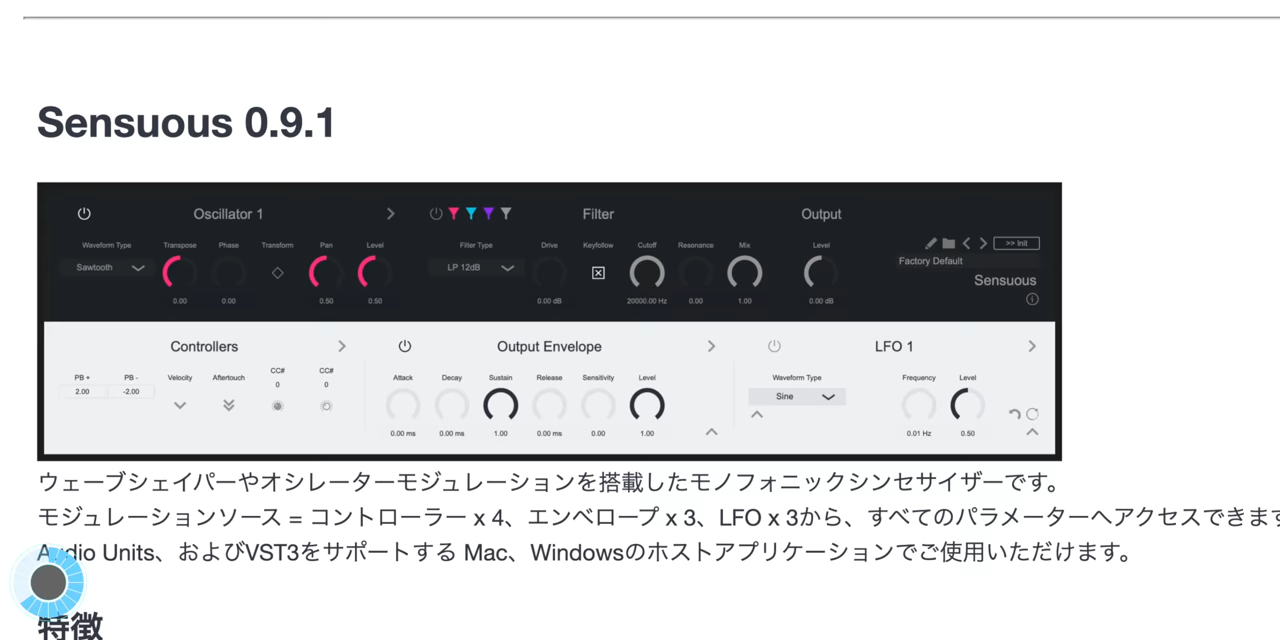 Sensuous 0.9.1
Oscillator 1
Filter
Output
Waveform Type Transpose Phase Transform Pan Level
Filter Type Drive Keyfollow Cutoff Resonance Mix
Level
>> Init
Sawtooth
LP 12dB
Factory Default
Sensuous
0.00 0.00 0.50 0.50
0.00 dB 20000.00 Hz 0.00 1.00
0.00 dB
Controllers
Output Envelope
LFO 1
PB + PB - Velocity Aftertouch CC# CC#
2.00 -2.00 0 0
Attack Decay Sustain Release Sensitivity Level
0.00 ms 0.00 ms 1.00 0.00 ms 0.00 1.00
Waveform Type Frequency Level
Sine
0.01 Hz 0.50
ウェーブシェイパーやオシレーターモジュレーションを搭載したモノフォニックシンセサイザーです。
モジュレーションソース = コントローラー x 4、エンベロープ x 3、LFO x 3から、すべてのパラメーターへアクセスできます
Audio Units、およびVST3をサポートする Mac、Windowsのホストアプリケーションでご使用いただけます。
特徴